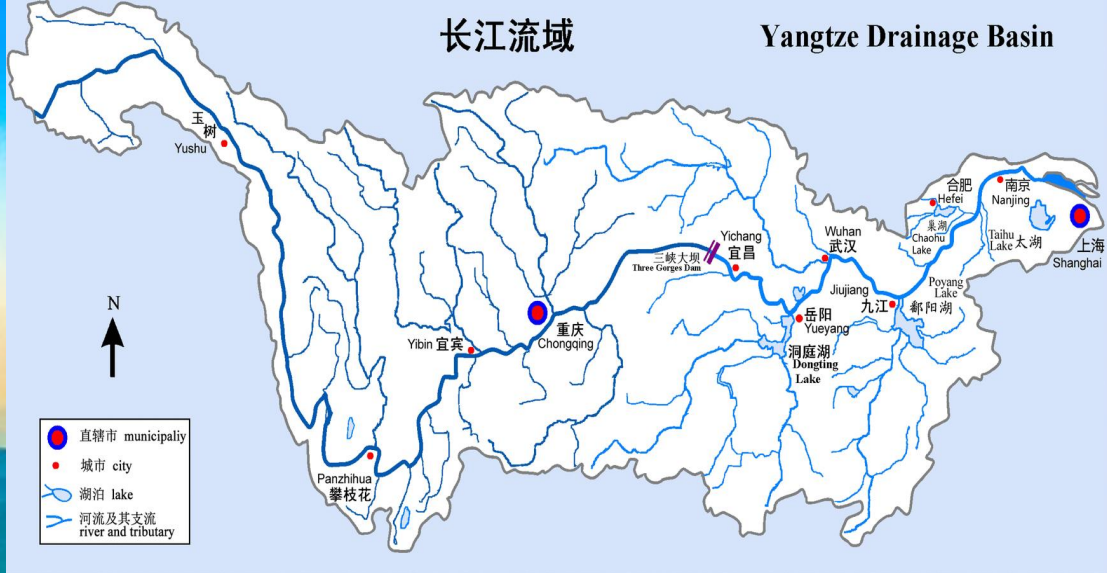 长江流域
Yangtze Drainage Basin
玉
树
Yushu
合肥
Hefei
南京
Nanjing
巢湖
Chaohu
Lake
Taihu
Lake
太湖
上海
Shanghai
Wuhan
武汉
Yichang
宜昌
三峡大坝
Three Gorges Dam
Poyang
Lake
鄱阳湖
Jiujiang
九江
岳阳
Yueyang
洞庭湖
Dongting
Lake
重庆
Chongqing
Yibin 宜宾
Panzhihua
攀枝花
N
直辖市 municipaliy
城市 city
湖泊 lake
河流及其支流
river and tributary